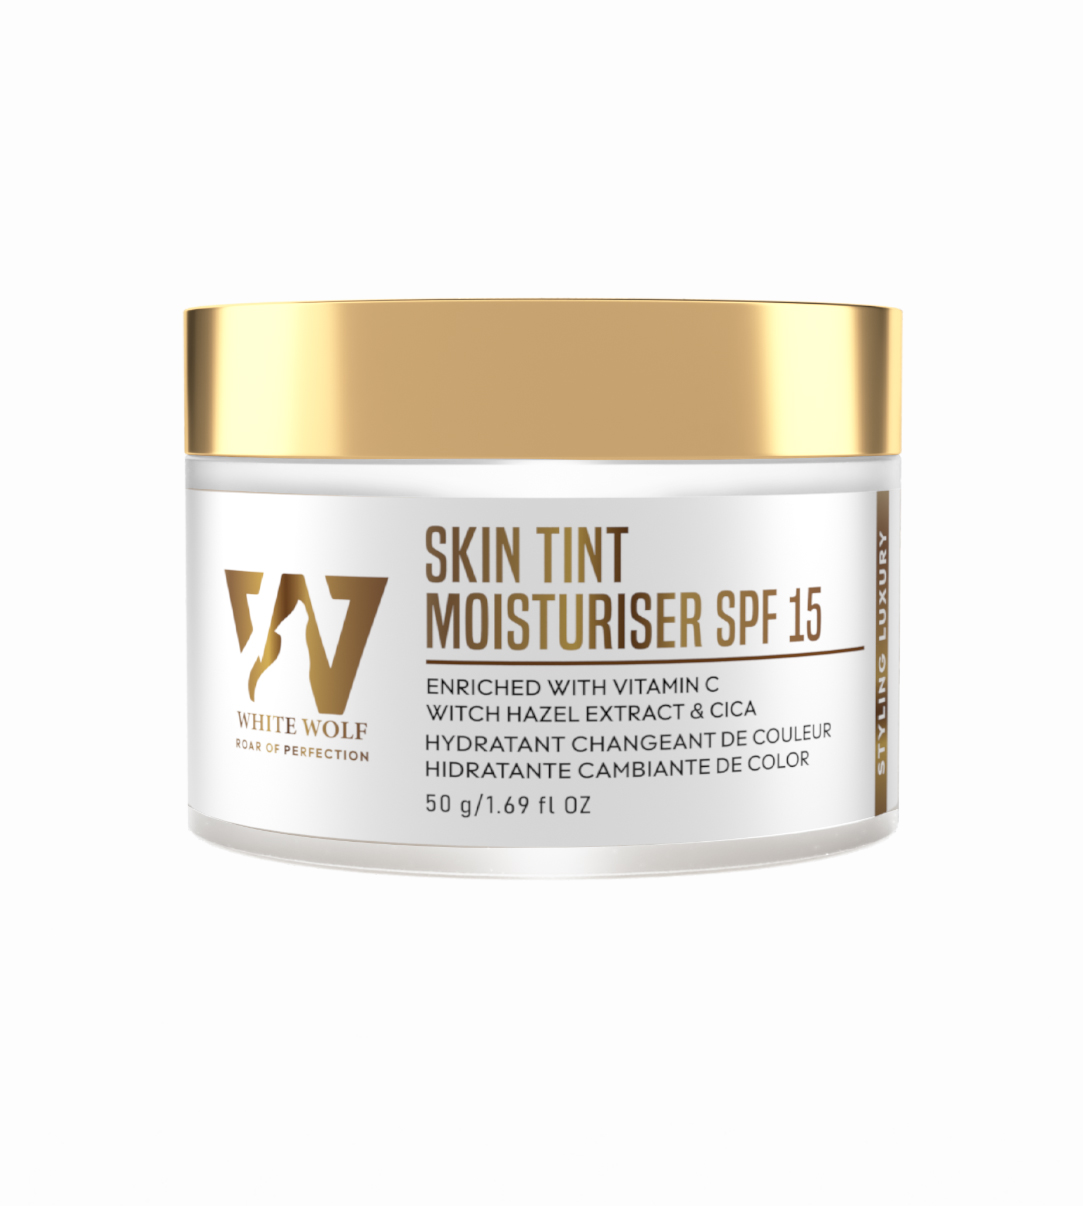 WHITE WOLF
ROAR OF PERFECTION
SKIN TINT
MOISTURISER SPF 15
ENRICHED WITH VITAMIN C
WITCH HAZEL EXTRACT & CICA
HYDRATANT CHANGEANT DE COULEUR
HIDRATANTE CAMBIANTE DE COLOR
50 g/1.69 fl OZ
STYLING LUXURY